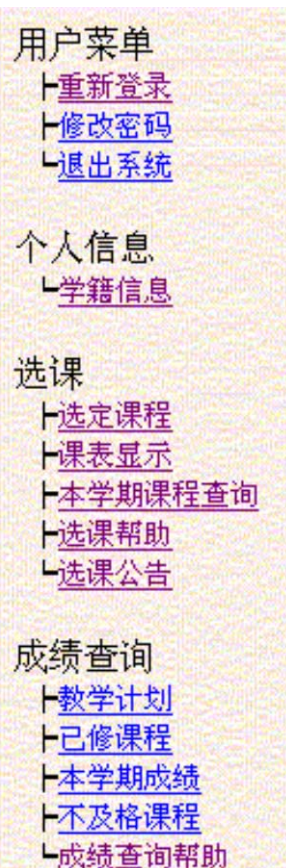 用户菜单
重新登录
修改密码
退出系统
个人信息
学籍信息
选课
选定课程
课表显示
本学期课程查询
选课帮助
选课公告
成绩查询
教学计划
已修课程
本学期成绩
不及格课程
成绩查询帮助